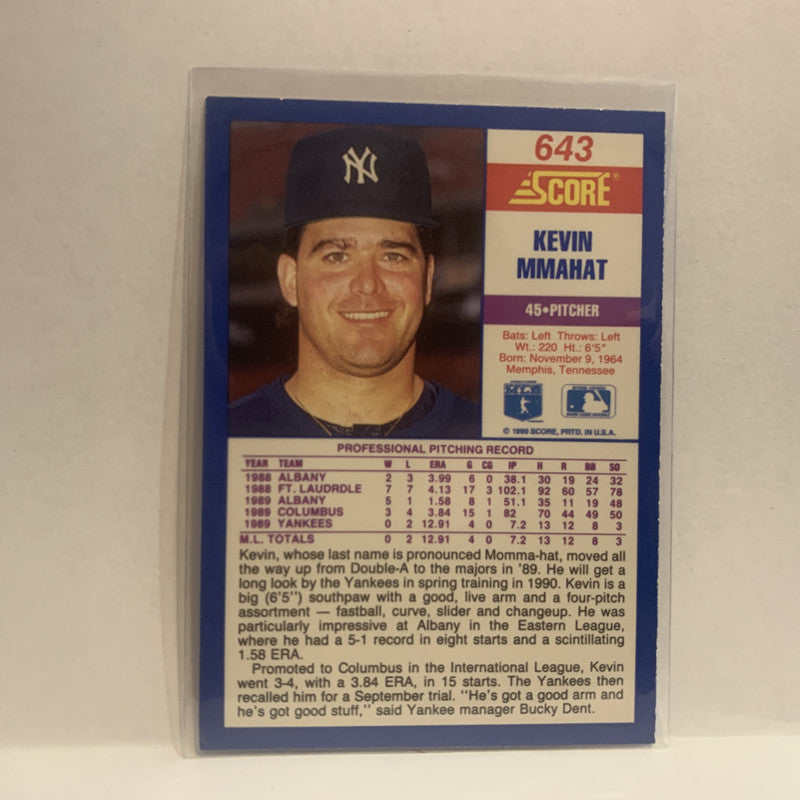 643
SCORE®
KEVIN
MMAHAT
45•PITCHER
Bats: Left Throws: Left
Wt.: 220 Ht.: 6'5"
Born: November 9, 1964
Memphis, Tennessee
© 1990 SCORE, PRTD. IN U.S.A.
NY
PROFESSIONAL PITCHING RECORD
YEAR TEAM W L ERA G CG IP H R BB SO
1988 ALBANY 2 3 3.99 6 0 38.1 30 19 24 32
1988 FT. LAUDRDLE 7 7 4.13 17 3 102.1 92 60 57 78
1989 ALBANY 5 1 1.58 8 1 51.1 35 11 16 45
1989 COLUMBUS 3 4 3.84 15 1 82 70 44 49 50
1989 YANKEES 0 2 12.91 4 0 7.2 13 12 8 3
M.L. TOTALS 0 2 12.91 4 0 7.2 13 12 8 3
Kevin, whose last name is pronounced Momma-hat, moved all
the way up from Double-A to the majors in '89. He will get a
long look by the Yankees in spring training in 1990. Kevin is a
big (6'5") southpaw with a good, live arm and a four-pitch
assortment — fastball, curve, slider and changeup. He was
particularly impressive at Albany in the Eastern League,
where he had a 5-1 record in eight starts and a scintillating
1.58 ERA.
Promoted to Columbus in the International League, Kevin
went 3-4, with a 3.84 ERA, in 15 starts. The Yankees then
recalled him for a September trial. "He's got a good arm and
he's got good stuff," said Yankee manager Bucky Dent.